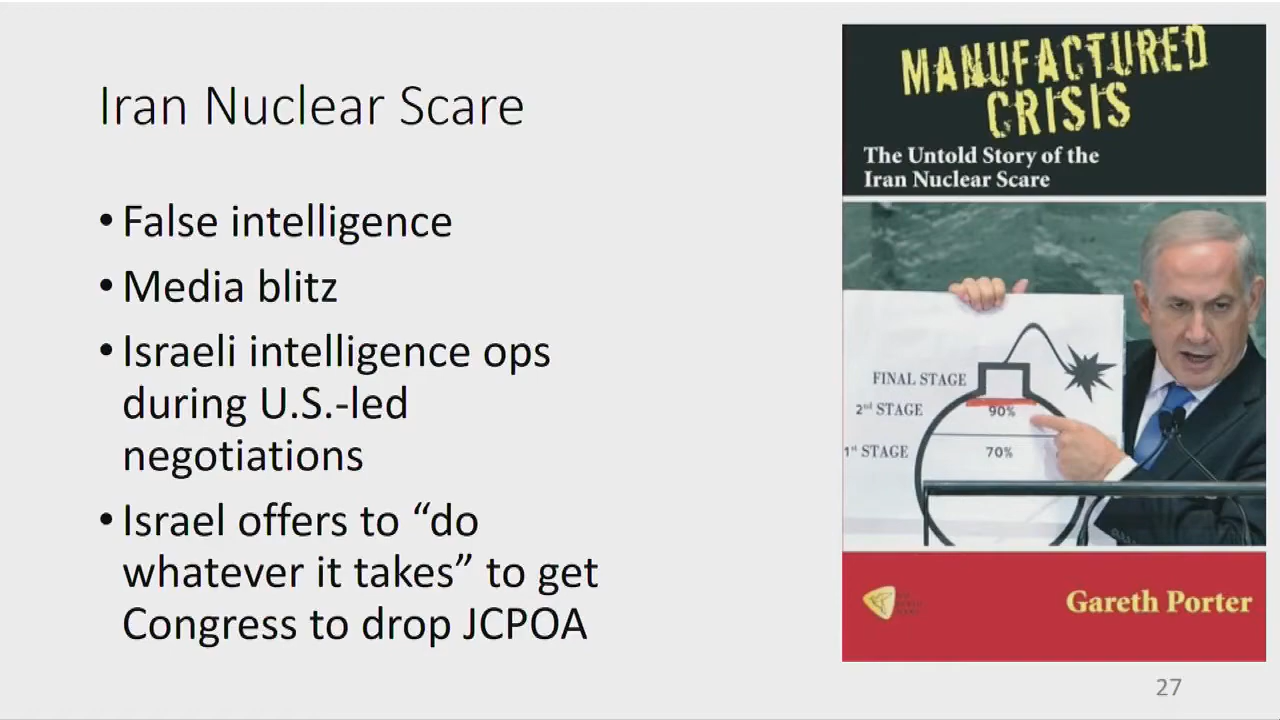 Iran Nuclear Scare
• False intelligence
• Media blitz
• Israeli intelligence ops
during U.S.-led
negotiations
• Israel offers to “do
whatever it takes” to get
Congress to drop JCPOA
MANUFACTURED
CRISIS
The Untold Story of the
Iran Nuclear Scare
FINAL STAGE
2nd STAGE 90%
1st STAGE 70%
Gareth Porter
27